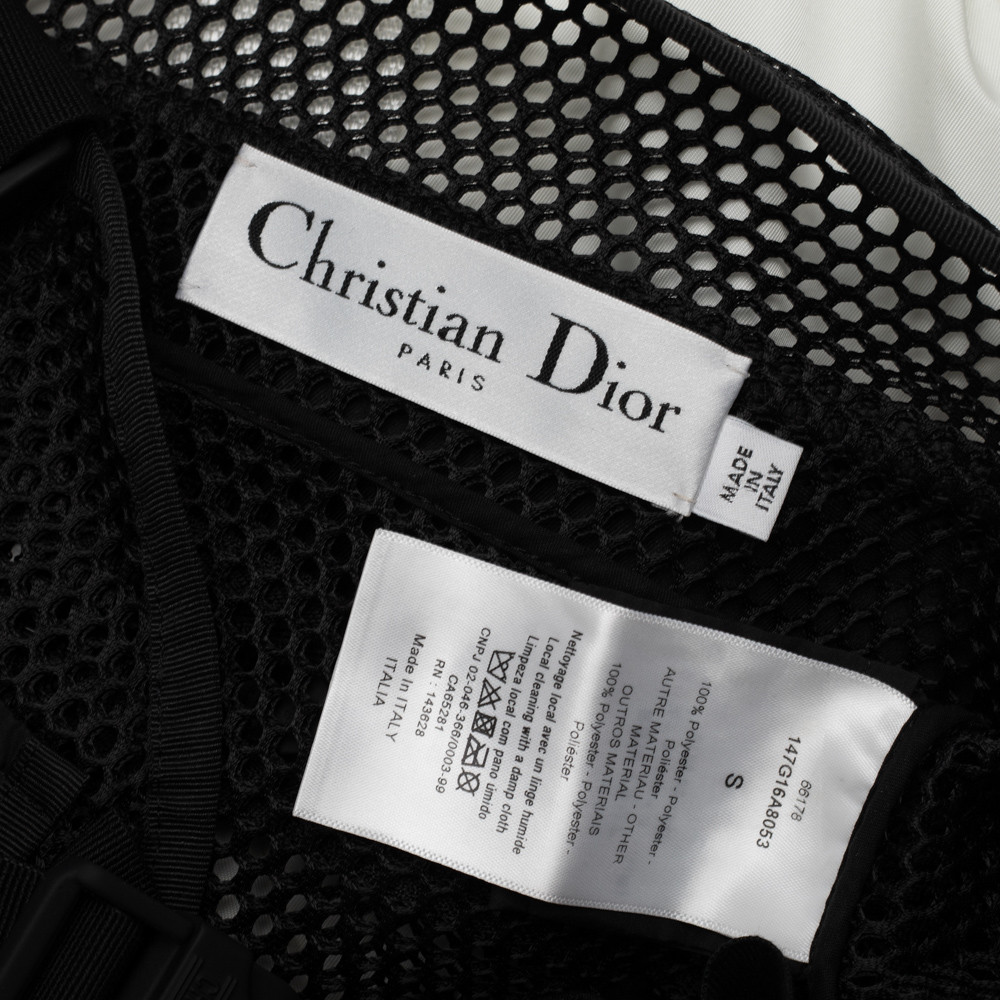 Christian Dior
PARIS
MADE
IN
ITALY
66176
147G16A8053
S
100% Polyester - Polyester -
Poliéster
AUTRE MATERIAU - OTHER
MATERIAL
OUTROS MATERIAIS
100% Polyester - Polyester -
Poliéster
Nettoyage local avec un linge humide
Local cleaning with a damp cloth
Limpeza local com pano úmido
CNPJ 02-046-366/0003-99
CA65281
RN : 143628
Made in ITALY
ITALIA